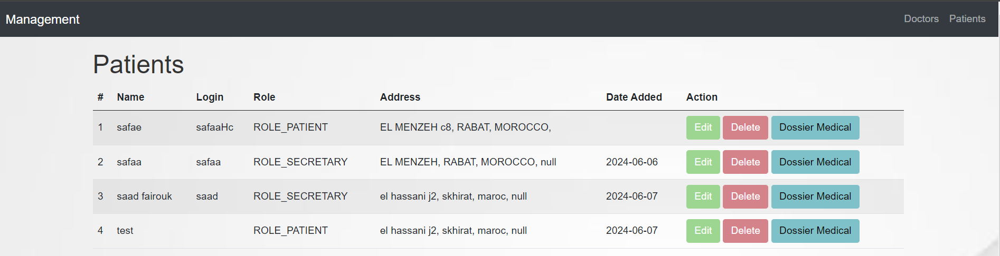 Management Doctors Patients
Patients
# Name Login Role Address Date Added Action
1 safae safaaHc ROLE_PATIENT EL MENZEH c8, RABAT, MOROCCO, Edit Delete Dossier Medical
2 safaa safaa ROLE_SECRETARY EL MENZEH, RABAT, MOROCCO, null 2024-06-06 Edit Delete Dossier Medical
3 saad fairouk saad ROLE_SECRETARY el hassani j2, skhirat, maroc, null 2024-06-07 Edit Delete Dossier Medical
4 test ROLE_PATIENT el hassani j2, skhirat, maroc, null 2024-06-07 Edit Delete Dossier Medical